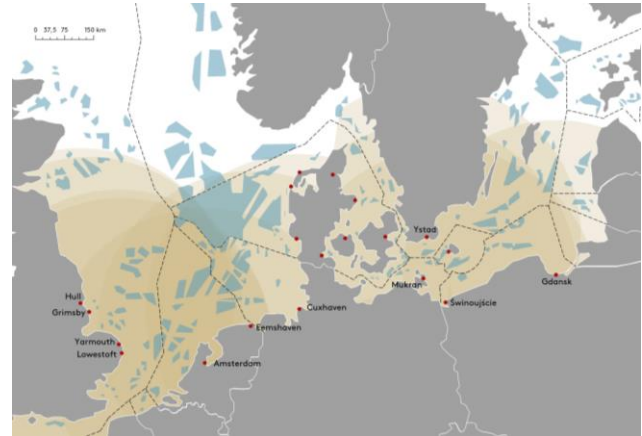 0 37,5 75 150 km
Ystad
Hull
Grimsby
Cuxhaven
Mukran
Gdansk
Swinoujście
Eemshaven
Yarmouth
Lowestoft
Amsterdam